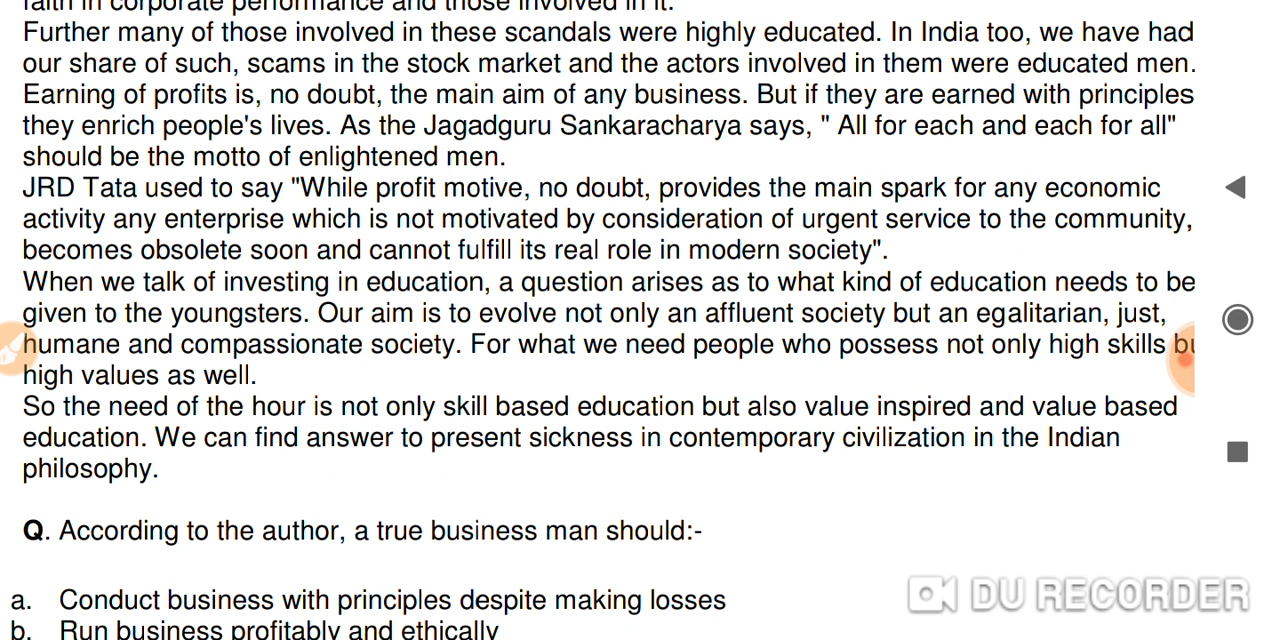 faith in corporate performance and those involved in it.
Further many of those involved in these scandals were highly educated. In India too, we have had
our share of such, scams in the stock market and the actors involved in them were educated men.
Earning of profits is, no doubt, the main aim of any business. But if they are earned with principles
they enrich people's lives. As the Jagadguru Sankaracharya says, " All for each and each for all"
should be the motto of enlightened men.
JRD Tata used to say "While profit motive, no doubt, provides the main spark for any economic
activity any enterprise which is not motivated by consideration of urgent service to the community,
becomes obsolete soon and cannot fulfill its real role in modern society".
When we talk of investing in education, a question arises as to what kind of education needs to be
given to the youngsters. Our aim is to evolve not only an affluent society but an egalitarian, just,
humane and compassionate society. For what we need people who possess not only high skills
high values as well.
So the need of the hour is not only skill based education but also value inspired and value based
education. We can find answer to present sickness in contemporary civilization in the Indian
philosophy.
Q. According to the author, a true business man should:-
a. Conduct business with principles despite making losses
b. Run business profitably and ethically
DU RECORDER